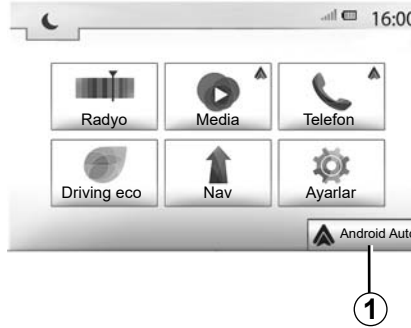 16:00
Radyo Media Telefon
Driving eco Nav Ayarlar
Android Auto
1